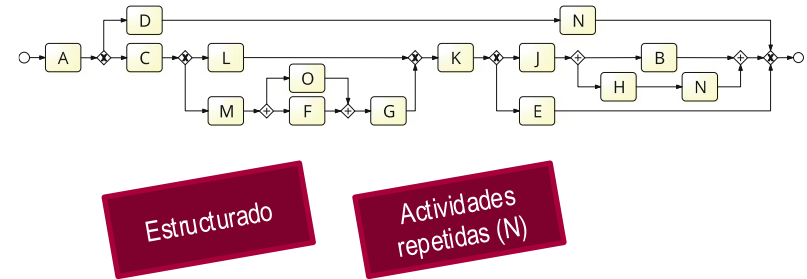 D N
A C L K J B
O H N
M F G E
Estructurado
Actividades
repetidas (N)